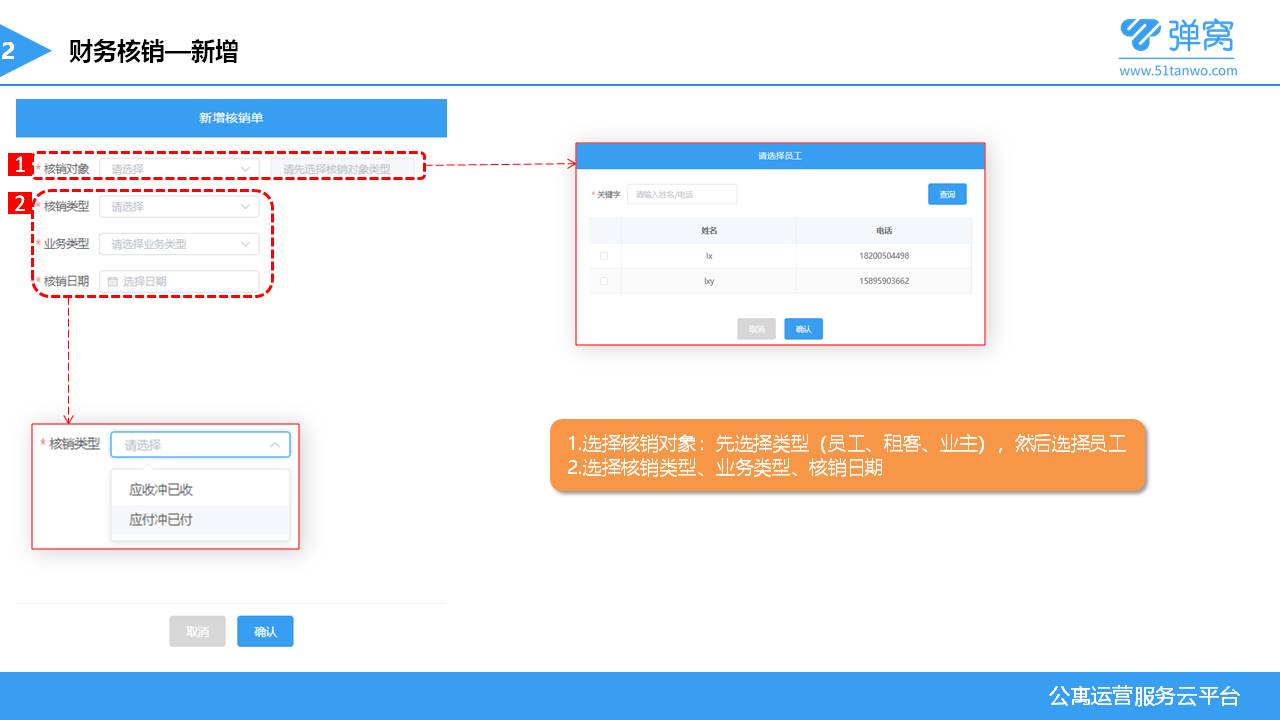 2
财务核销—新增
弹窝
www.51tanwo.com
新增核销单
1
* 核销对象 请选择 请先选择核销对象类型
2
* 核销类型 请选择
* 业务类型 请选择业务类型
* 核销日期 选择日期
请选择员工
* 关键字 请输入姓名/电话 查询
姓名 电话
lx 18200504498
lxy 15895903662
取消 确认
* 核销类型 请选择
应收冲已收
应付冲已付
1.选择核销对象：先选择类型（员工、租客、业主），然后选择员工
2.选择核销类型、业务类型、核销日期
取消 确认
公寓运营服务云平台